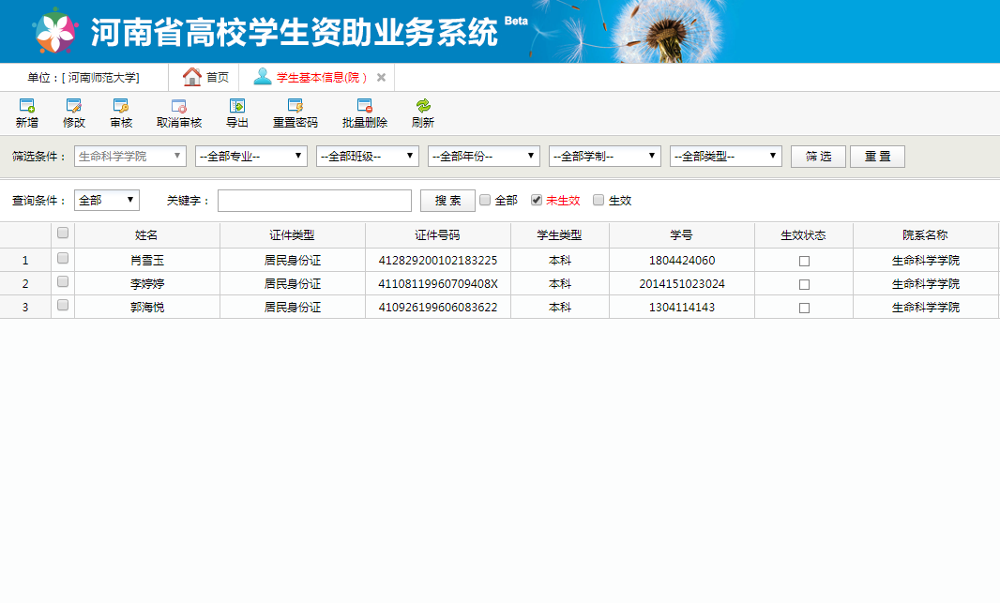 河南省高校学生资助业务系统 Beta
单位：[ 河南师范大学] 首页 学生基本信息(院 )
新增 修改 审核 取消审核 导出 重置密码 批量删除 刷新
筛选条件： 生命科学学院 --全部专业-- --全部班级-- --全部年份-- --全部学制-- --全部类型-- 筛 选 重 置
查询条件： 全部 关键字： 搜 索 全部 未生效 生效
姓名 证件类型 证件号码 学生类型 学号 生效状态 院系名称
1 肖雪玉 居民身份证 412829200102183225 本科 1804424060 生命科学学院
2 李婷婷 居民身份证 41108119960709408X 本科 2014151023024 生命科学学院
3 郭海悦 居民身份证 410926199606083622 本科 1304114143 生命科学学院